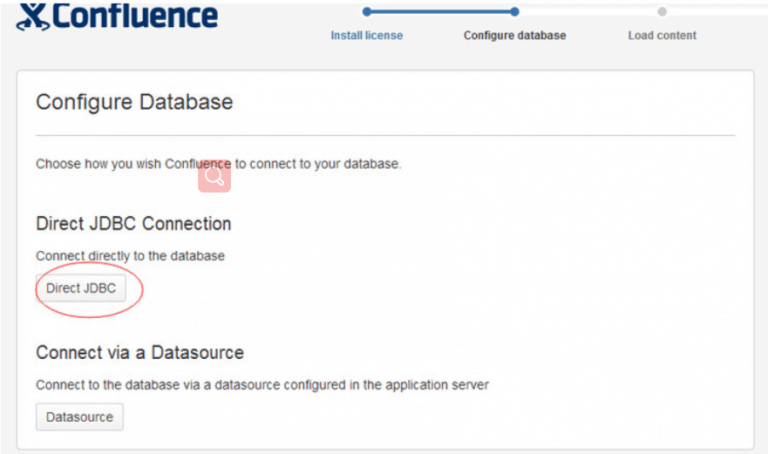 Confluence
Install license
Configure database
Load content
Configure Database
Choose how you wish Confluence to connect to your database.
Direct JDBC Connection
Connect directly to the database
Direct JDBC
Connect via a Datasource
Connect to the database via a datasource configured in the application server
Datasource